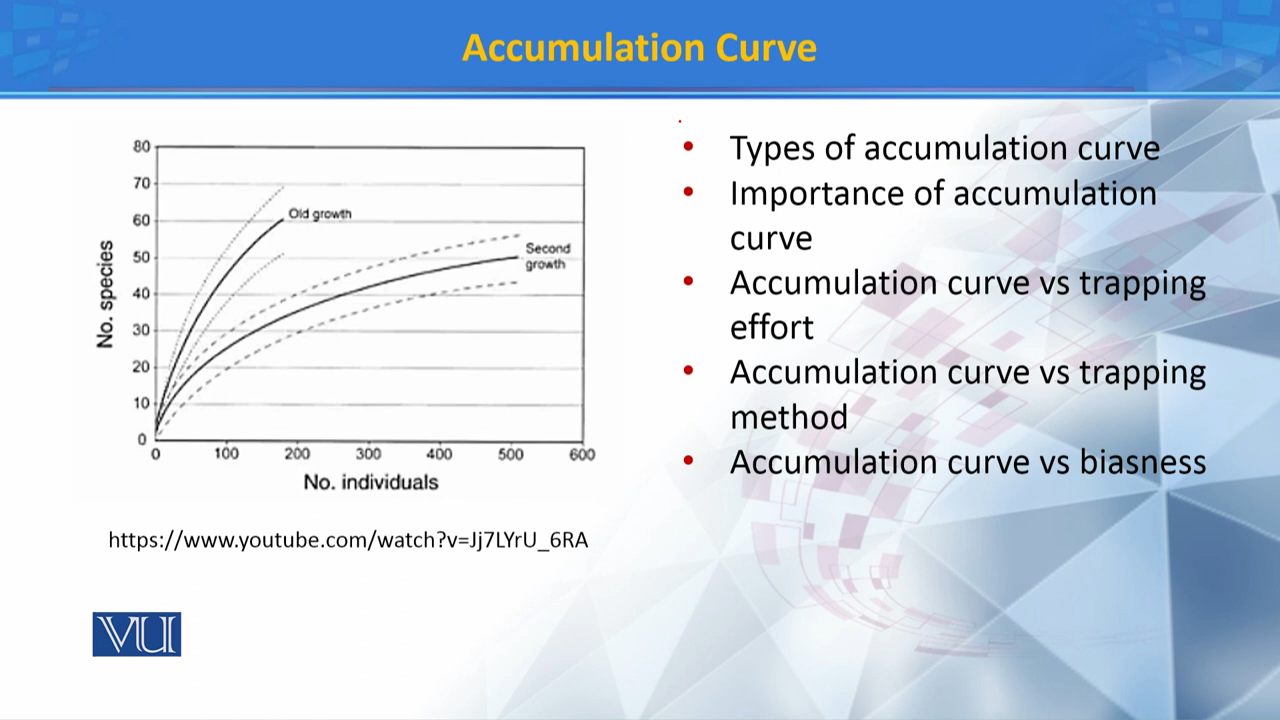 Accumulation Curve
80
70
60
50
40
30
20
10
0
No. species
Old growth
Second
growth
0 100 200 300 400 500 600
No. individuals
https://www.youtube.com/watch?v=Jj7LYrU_6RA
VU
• Types of accumulation curve
• Importance of accumulation
curve
• Accumulation curve vs trapping
effort
• Accumulation curve vs trapping
method
• Accumulation curve vs biasness